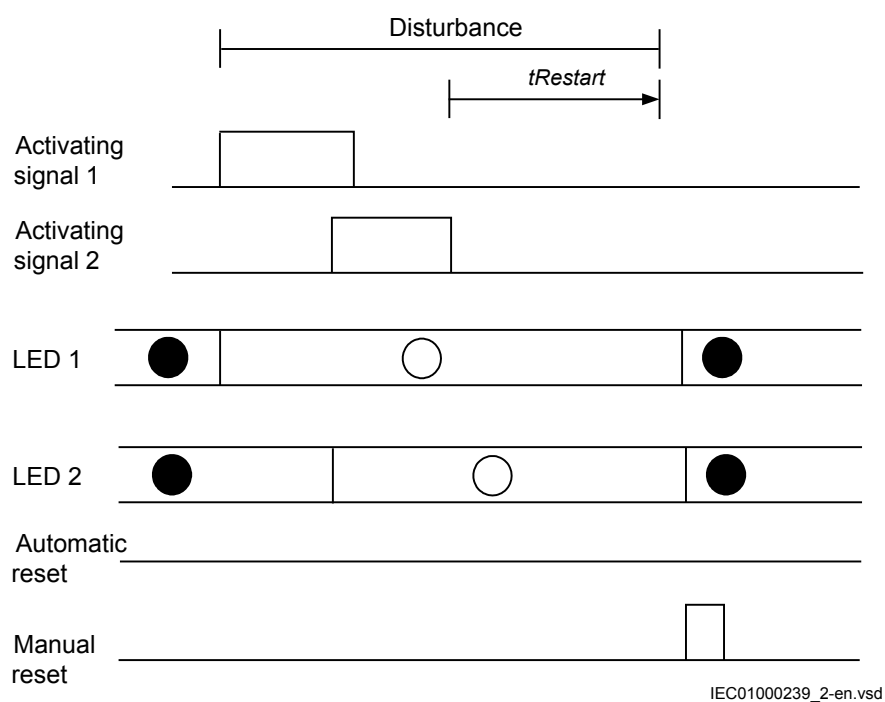 Disturbance
tRestart
Activating
signal 1
Activating
signal 2
LED 1
LED 2
Automatic
reset
Manual
reset
IEC01000239_2-en.vsd